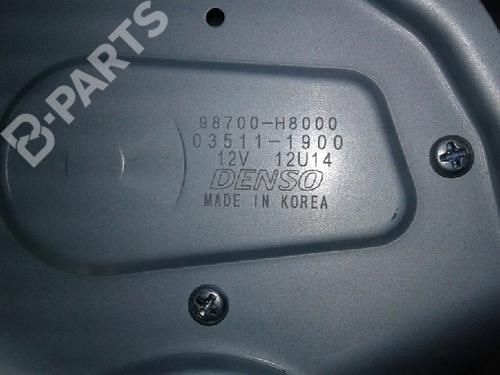 B-PARTS
98700-H8000
03511-1900
12V 12U14
DENSO
MADE IN KOREA